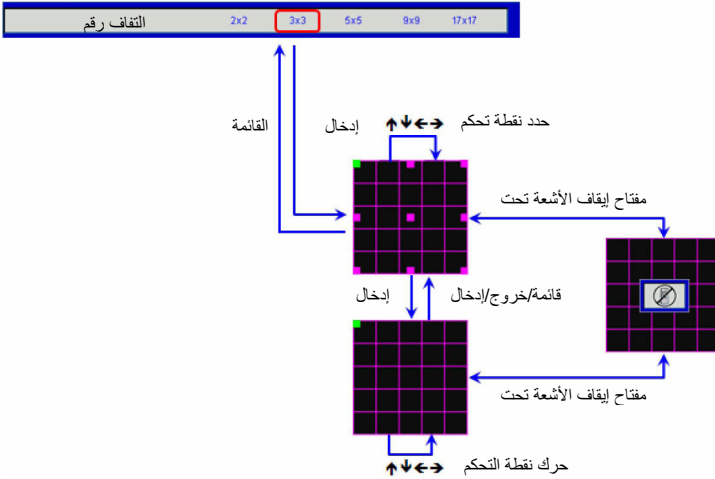 التفاف رقم 2x2 3x3 5x5 9x9 17x17
حدد نقطة تحكم
إدخال
القائمة
مفتاح إيقاف الأشعة تحت
قائمة/خروج/إدخال
إدخال
مفتاح إيقاف الأشعة تحت
حرك نقطة التحكم